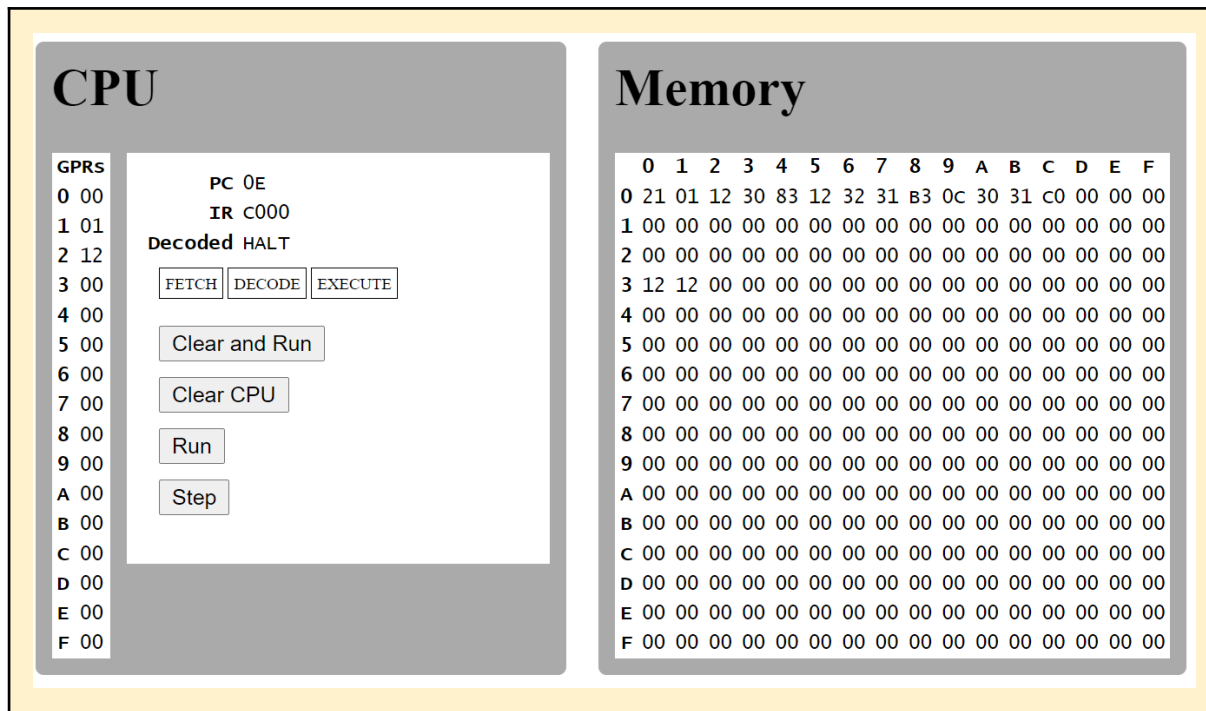 CPU
GPRs
0 00
1 01
2 12
3 00
4 00
5 00
6 00
7 00
8 00
9 00
A 00
B 00
C 00
D 00
E 00
F 00
PC 0E
IR C000
Decoded HALT
FETCH DECODE EXECUTE
Clear and Run
Clear CPU
Run
Step
Memory
0 1 2 3 4 5 6 7 8 9 A B C D E F
0 21 01 12 30 83 12 32 31 B3 0C 30 31 C0 00 00 00
1 00 00 00 00 00 00 00 00 00 00 00 00 00 00 00 00
2 00 00 00 00 00 00 00 00 00 00 00 00 00 00 00 00
3 12 12 00 00 00 00 00 00 00 00 00 00 00 00 00 00
4 00 00 00 00 00 00 00 00 00 00 00 00 00 00 00 00
5 00 00 00 00 00 00 00 00 00 00 00 00 00 00 00 00
6 00 00 00 00 00 00 00 00 00 00 00 00 00 00 00 00
7 00 00 00 00 00 00 00 00 00 00 00 00 00 00 00 00
8 00 00 00 00 00 00 00 00 00 00 00 00 00 00 00 00
9 00 00 00 00 00 00 00 00 00 00 00 00 00 00 00 00
A 00 00 00 00 00 00 00 00 00 00 00 00 00 00 00 00
B 00 00 00 00 00 00 00 00 00 00 00 00 00 00 00 00
C 00 00 00 00 00 00 00 00 00 00 00 00 00 00 00 00
D 00 00 00 00 00 00 00 00 00 00 00 00 00 00 00 00
E 00 00 00 00 00 00 00 00 00 00 00 00 00 00 00 00
F 00 00 00 00 00 00 00 00 00 00 00 00 00 00 00 00